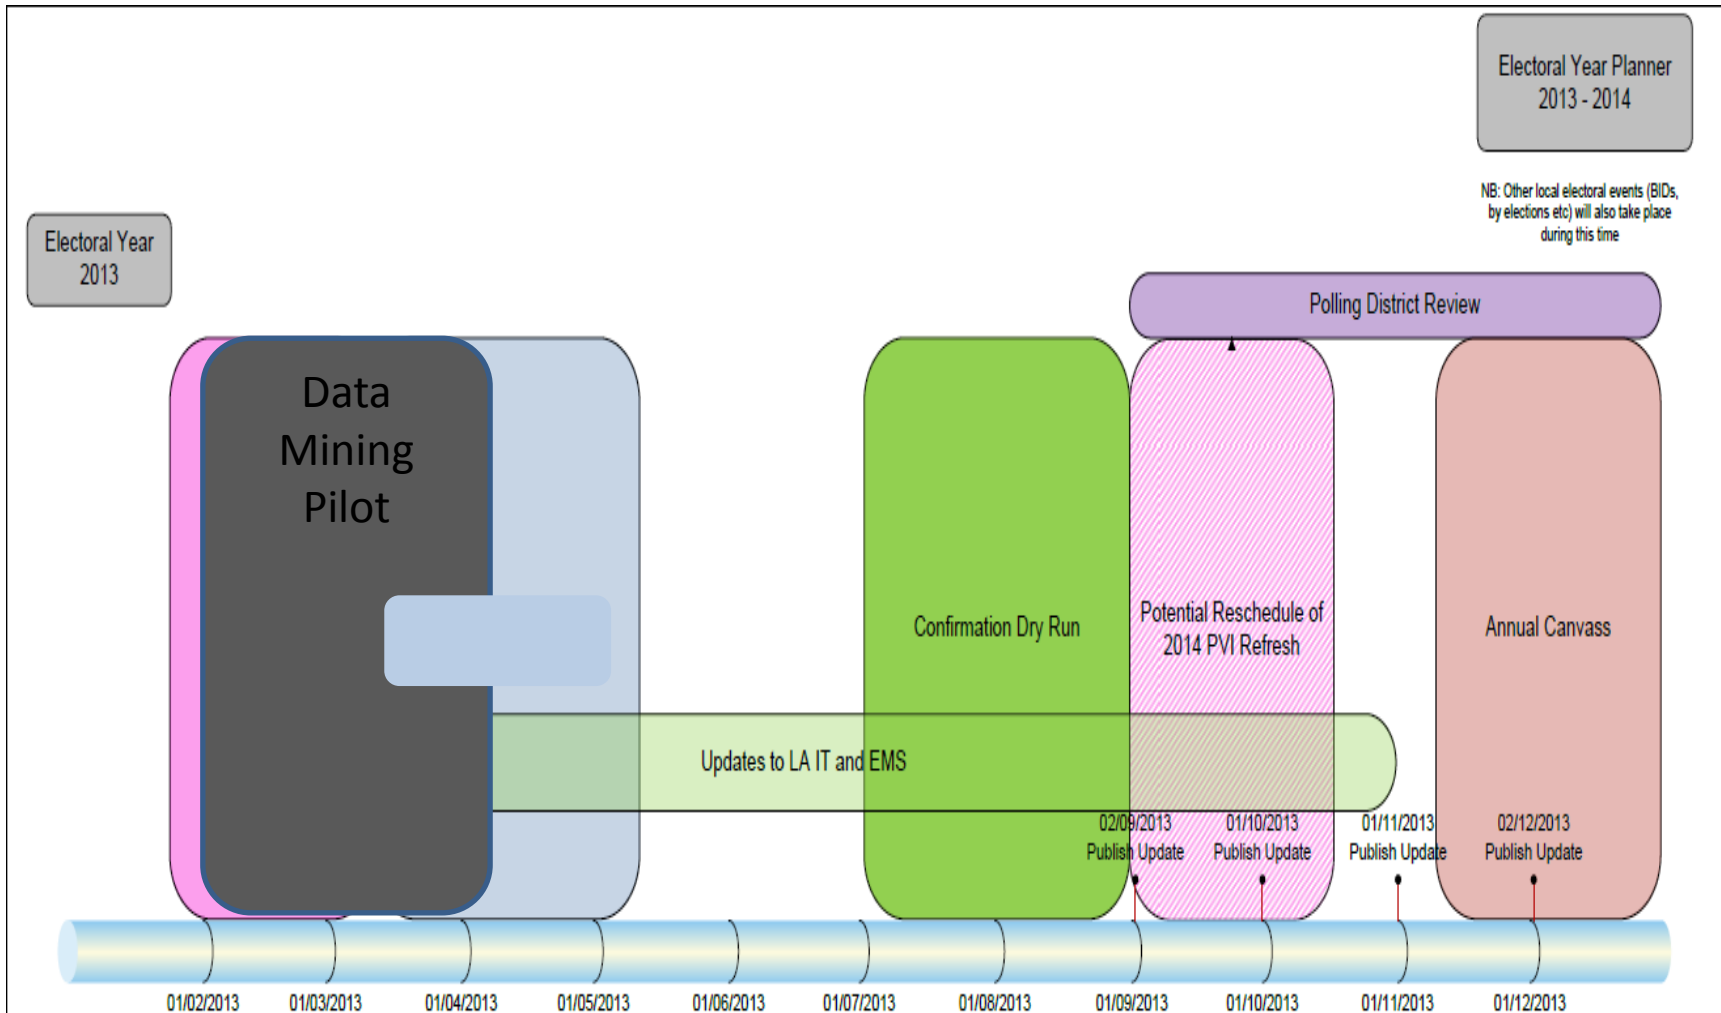 Electoral Year Planner
2013 - 2014
NB: Other local electoral events (BIDs,
by elections etc) will also take place
during this time
Electoral Year
2013
Polling District Review
Data
Mining
Pilot
Confirmation Dry Run
Potential Reschedule of
2014 PVI Refresh
Annual Canvass
Updates to LA IT and EMS
02/09/2013
Publish Update
01/10/2013
Publish Update
01/11/2013
Publish Update
02/12/2013
Publish Update
01/02/2013
01/03/2013
01/04/2013
01/05/2013
01/06/2013
01/07/2013
01/08/2013
01/09/2013
01/10/2013
01/11/2013
01/12/2013